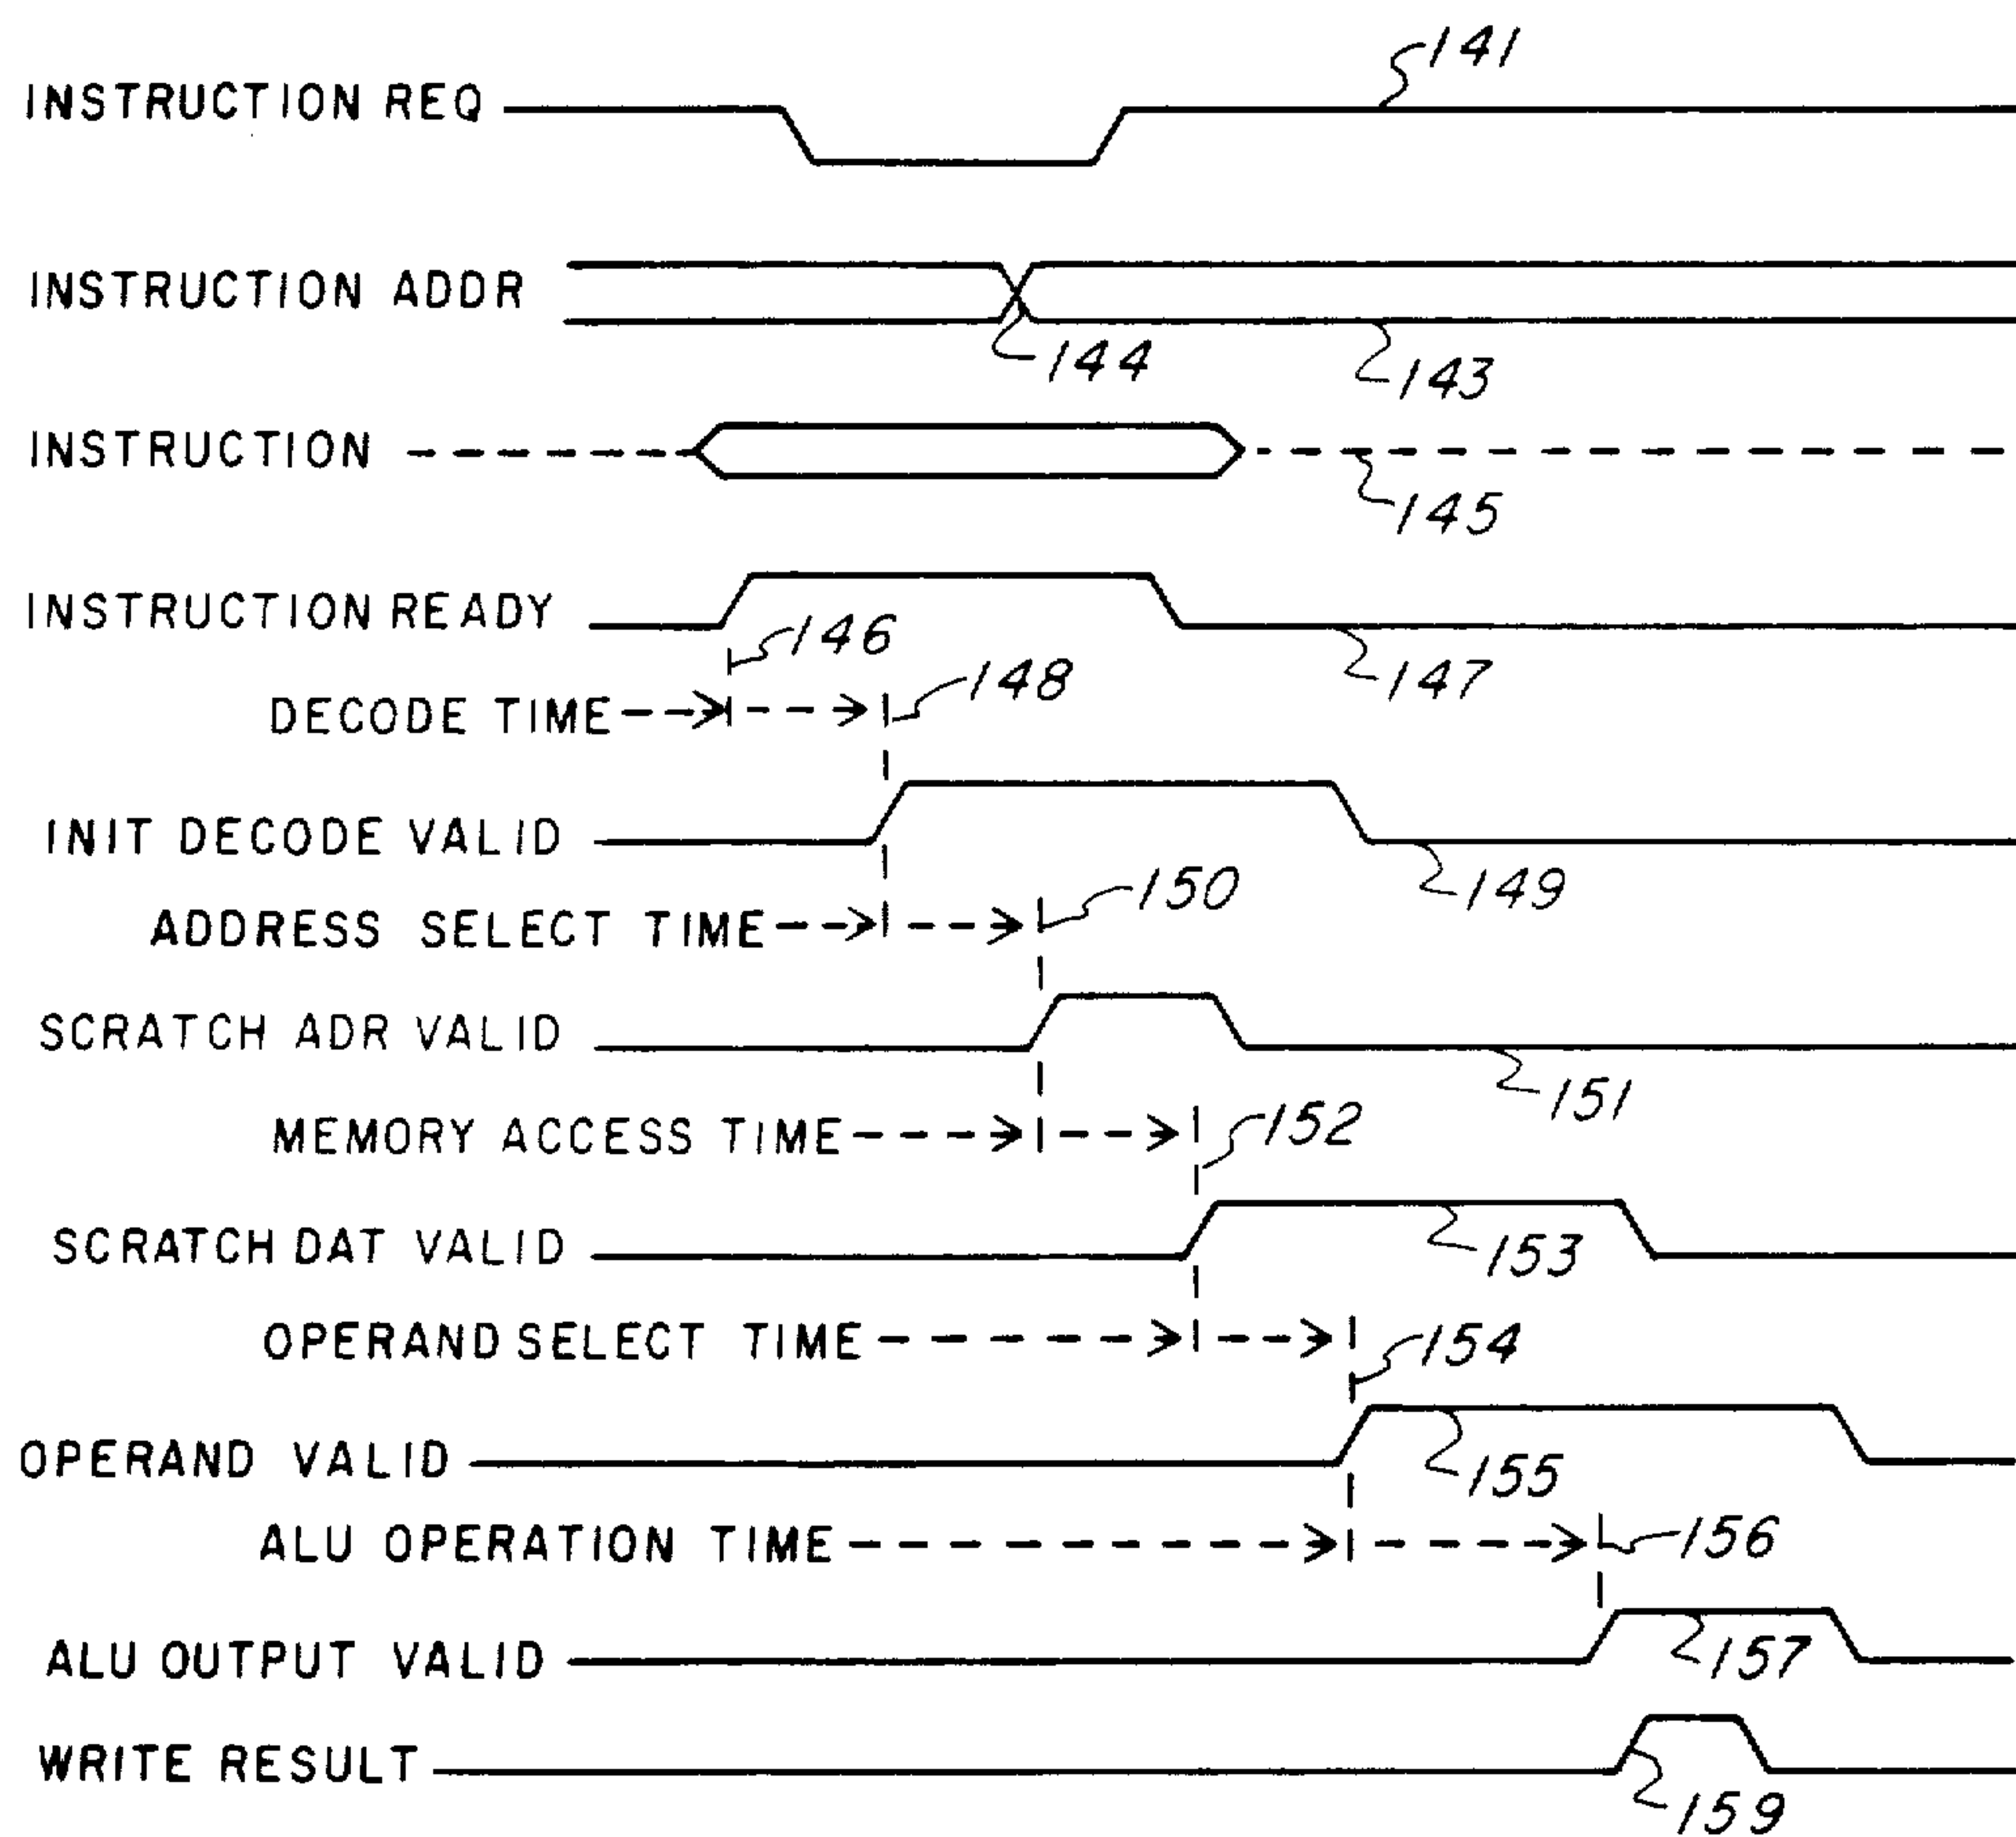 141
INSTRUCTION REQ
INSTRUCTION ADDR
144
143
INSTRUCTION
145
INSTRUCTION READY
146
148
147
DECODE TIME
INIT DECODE VALID
150
149
ADDRESS SELECT TIME
SCRATCH ADR VALID
151
MEMORY ACCESS TIME
152
SCRATCH DAT VALID
153
OPERAND SELECT TIME
154
OPERAND VALID
155
ALU OPERATION TIME
156
ALU OUTPUT VALID
157
WRITE RESULT
159